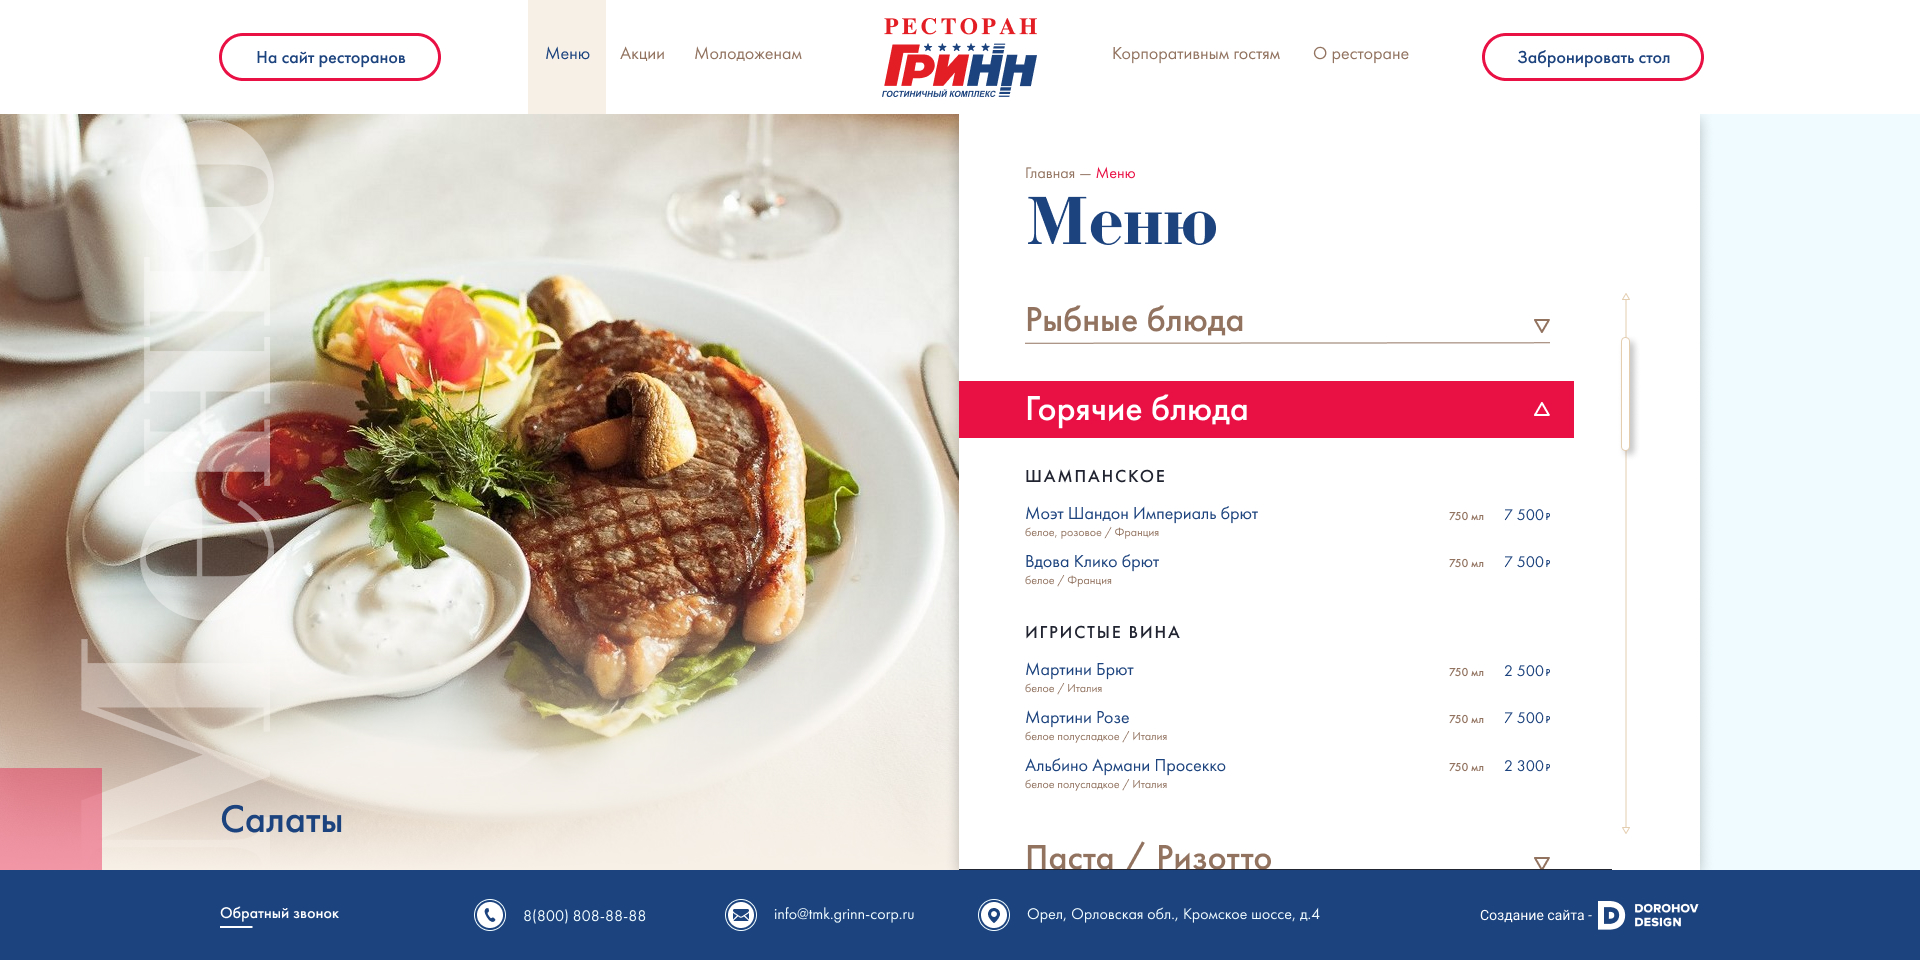 На сайт ресторанов
Меню
Акции
Молодоженам
РЕСТОРАН
ГРИНН
ГОСТИНИЧНЫЙ КОМПЛЕКС
Корпоративным гостям
О ресторане
Забронировать стол
Меню
Салаты
Главная — Меню
Меню
Рыбные блюда
Горячие блюда
ШАМПАНСКОЕ
Моэт Шандон Империаль брют 750 мл 7 500₽
белое, розовое / Франция
Вдова Клико брют 750 мл 7 500₽
белое / Франция
ИГРИСТЫЕ ВИНА
Мартини Брют 750 мл 2 500₽
белое / Италия
Мартини Розе 750 мл 7 500₽
белое полусладкое / Италия
Альбино Армани Просекко 750 мл 2 300₽
белое полусладкое / Италия
Паста / Ризотто
Обратный звонок
8(800) 808-88-88
info@tmk.grinn-corp.ru
Орел, Орловская обл., Кромское шоссе, д.4
Создание сайта -
D DOROHOV
DESIGN